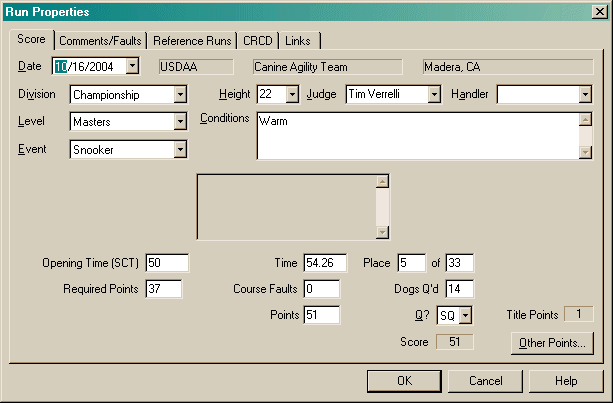 Run Properties
Score Comments/Faults Reference Runs CRCD Links
Date 10/16/2004 USDAA Canine Agility Team Madera, CA
Division Championship Height 22 Judge Tim Verrelli Handler
Level Masters Conditions Warm
Event Snooker
Opening Time (SCT) 50 Time 54.26 Place 5 of 33
Required Points 37 Course Faults 0 Dogs Q'd 14
Points 51 Q? SQ Title Points 1
Score 51 Other Points...
OK Cancel Help